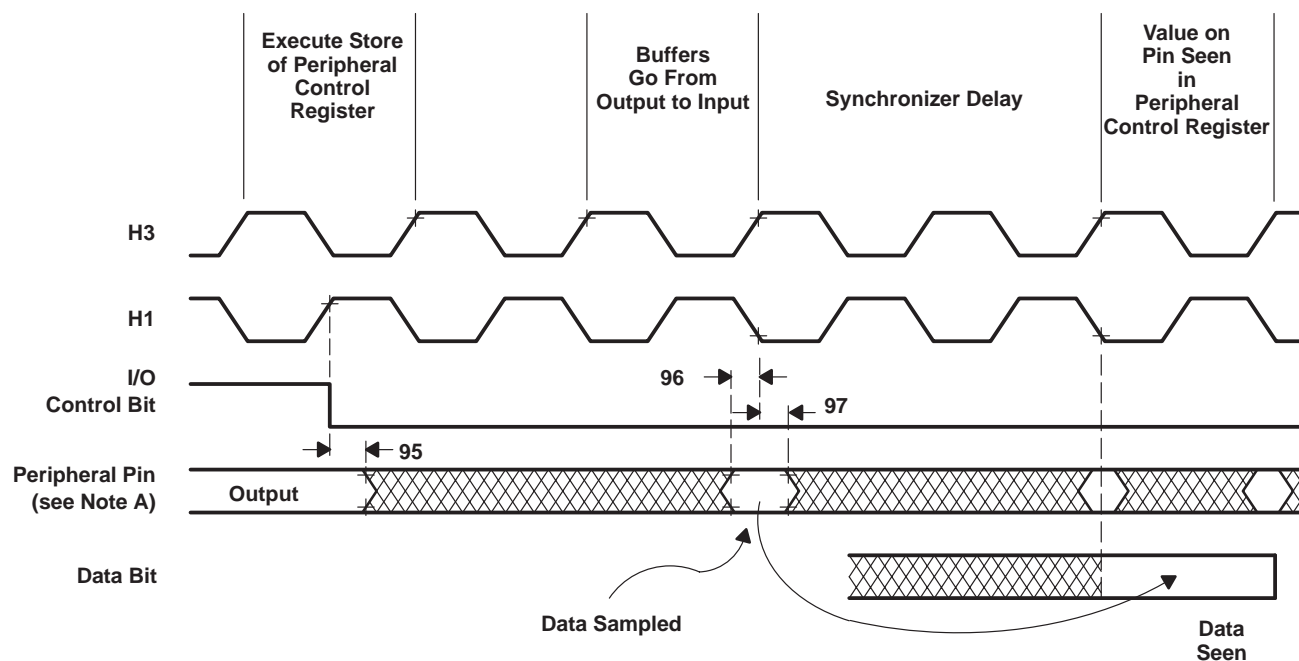 Execute Store
of Peripheral
Control
Register
Buffers
Go From
Output to Input
Synchronizer Delay
Value on
Pin Seen
in
Peripheral
Control Register
H3
H1
I/O
Control Bit
96
97
95
Peripheral Pin
(see Note A)
Output
Data Bit
Data Sampled
Data
Seen